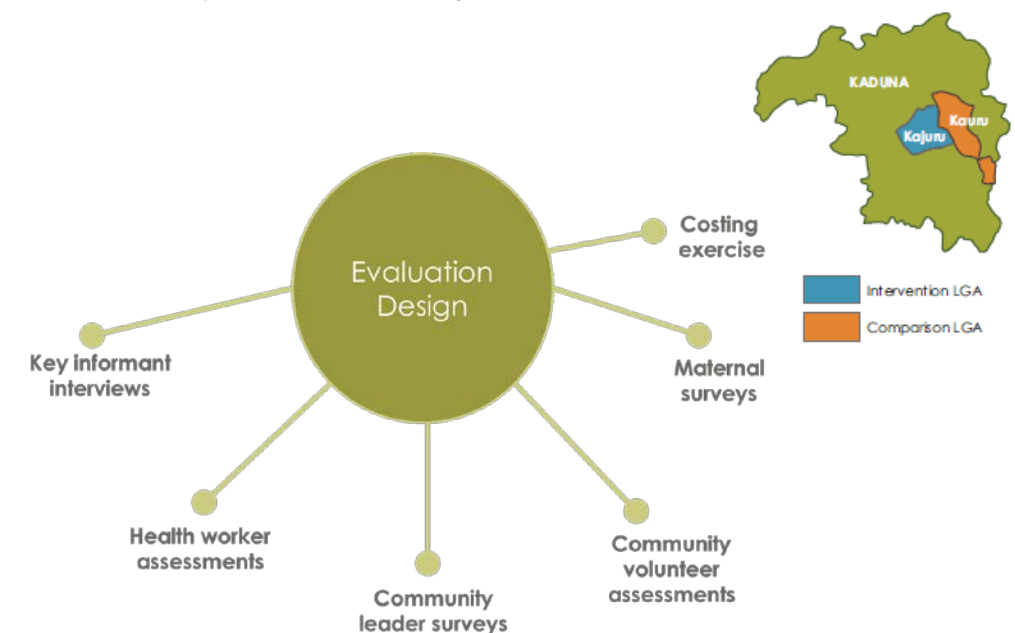 KADUNA
Kauru
Kajuru
Evaluation
Design
Costing
exercise
Intervention LGA
Comparison LGA
Key informant
interviews
Maternal
surveys
Health worker
assessments
Community
volunteer
assessments
Community
leader surveys